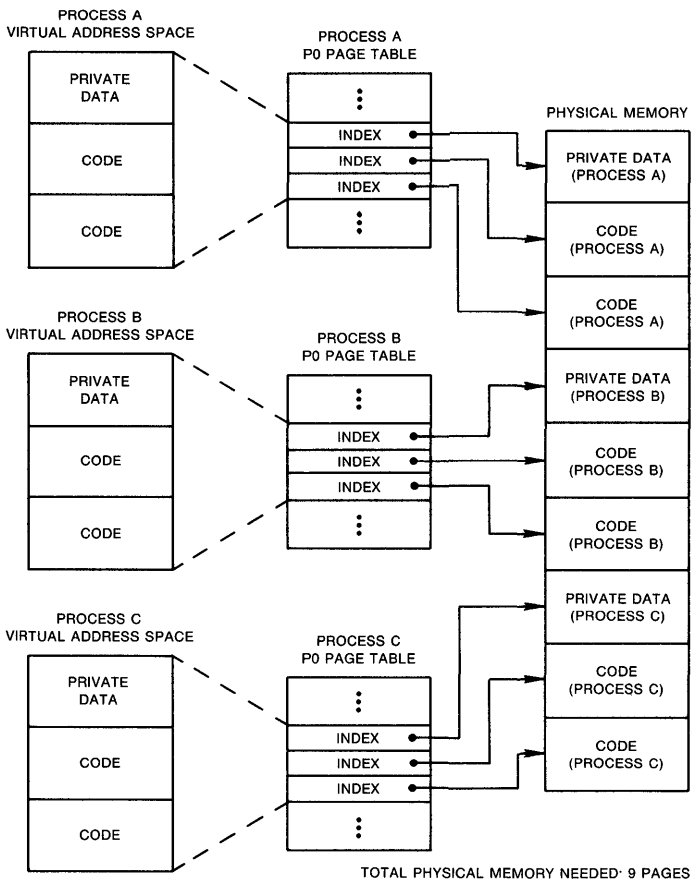 PROCESS A
VIRTUAL ADDRESS SPACE
PRIVATE
DATA
CODE
CODE
PROCESS A
P0 PAGE TABLE
INDEX
INDEX
INDEX
PHYSICAL MEMORY
PRIVATE DATA
(PROCESS A)
CODE
(PROCESS A)
CODE
(PROCESS A)
PRIVATE DATA
(PROCESS B)
CODE
(PROCESS B)
CODE
(PROCESS B)
PRIVATE DATA
(PROCESS C)
CODE
(PROCESS C)
CODE
(PROCESS C)
PROCESS B
VIRTUAL ADDRESS SPACE
PRIVATE
DATA
CODE
CODE
PROCESS B
P0 PAGE TABLE
INDEX
INDEX
INDEX
PROCESS C
VIRTUAL ADDRESS SPACE
PRIVATE
DATA
CODE
CODE
PROCESS C
P0 PAGE TABLE
INDEX
INDEX
INDEX
TOTAL PHYSICAL MEMORY NEEDED· 9 PAGES